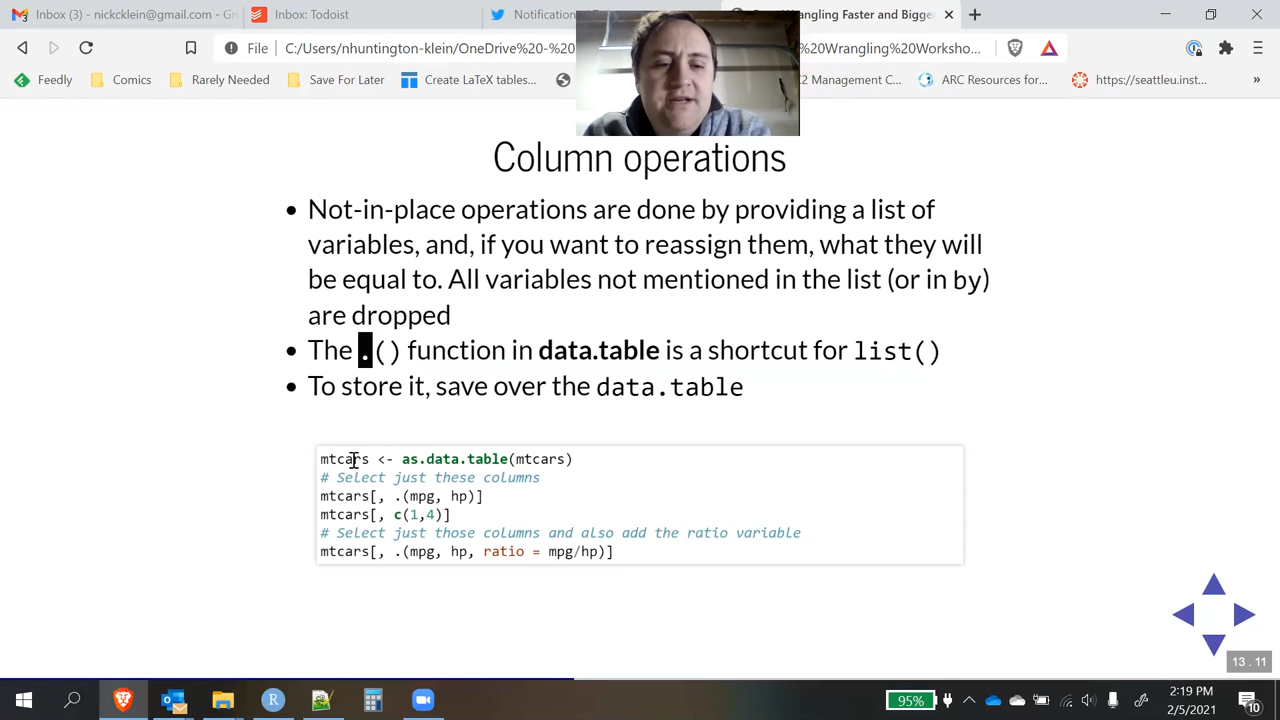 Inbox (3) - nickcklein@gmail.com - G
Inbox: Todoist
Notification
Wrangling Faster and Bigge
File
C:/Users/nhuntington-klein/OneDrive%20-%20
%20Wrangling%20Worksho...
Feedly
Comics
Rarely Needed
Save For Later
Create LaTeX tables...
2 Management C...
ARC Resources for...
https://seattleu.inst...
»
Column operations
• Not-in-place operations are done by providing a list of
variables, and, if you want to reassign them, what they will
be equal to. All variables not mentioned in the list (or in by)
are dropped
• The .() function in data.table is a shortcut for list()
• To store it, save over the data.table
mtcars <- as.data.table(mtcars)
# Select just these columns
mtcars[, .(mpg, hp)]
mtcars[, c(1,4)]
# Select just those columns and also add the ratio variable
mtcars[, .(mpg, hp, ratio = mpg/hp)]
13.11
95%
2:19 PM
2/5/2021
10